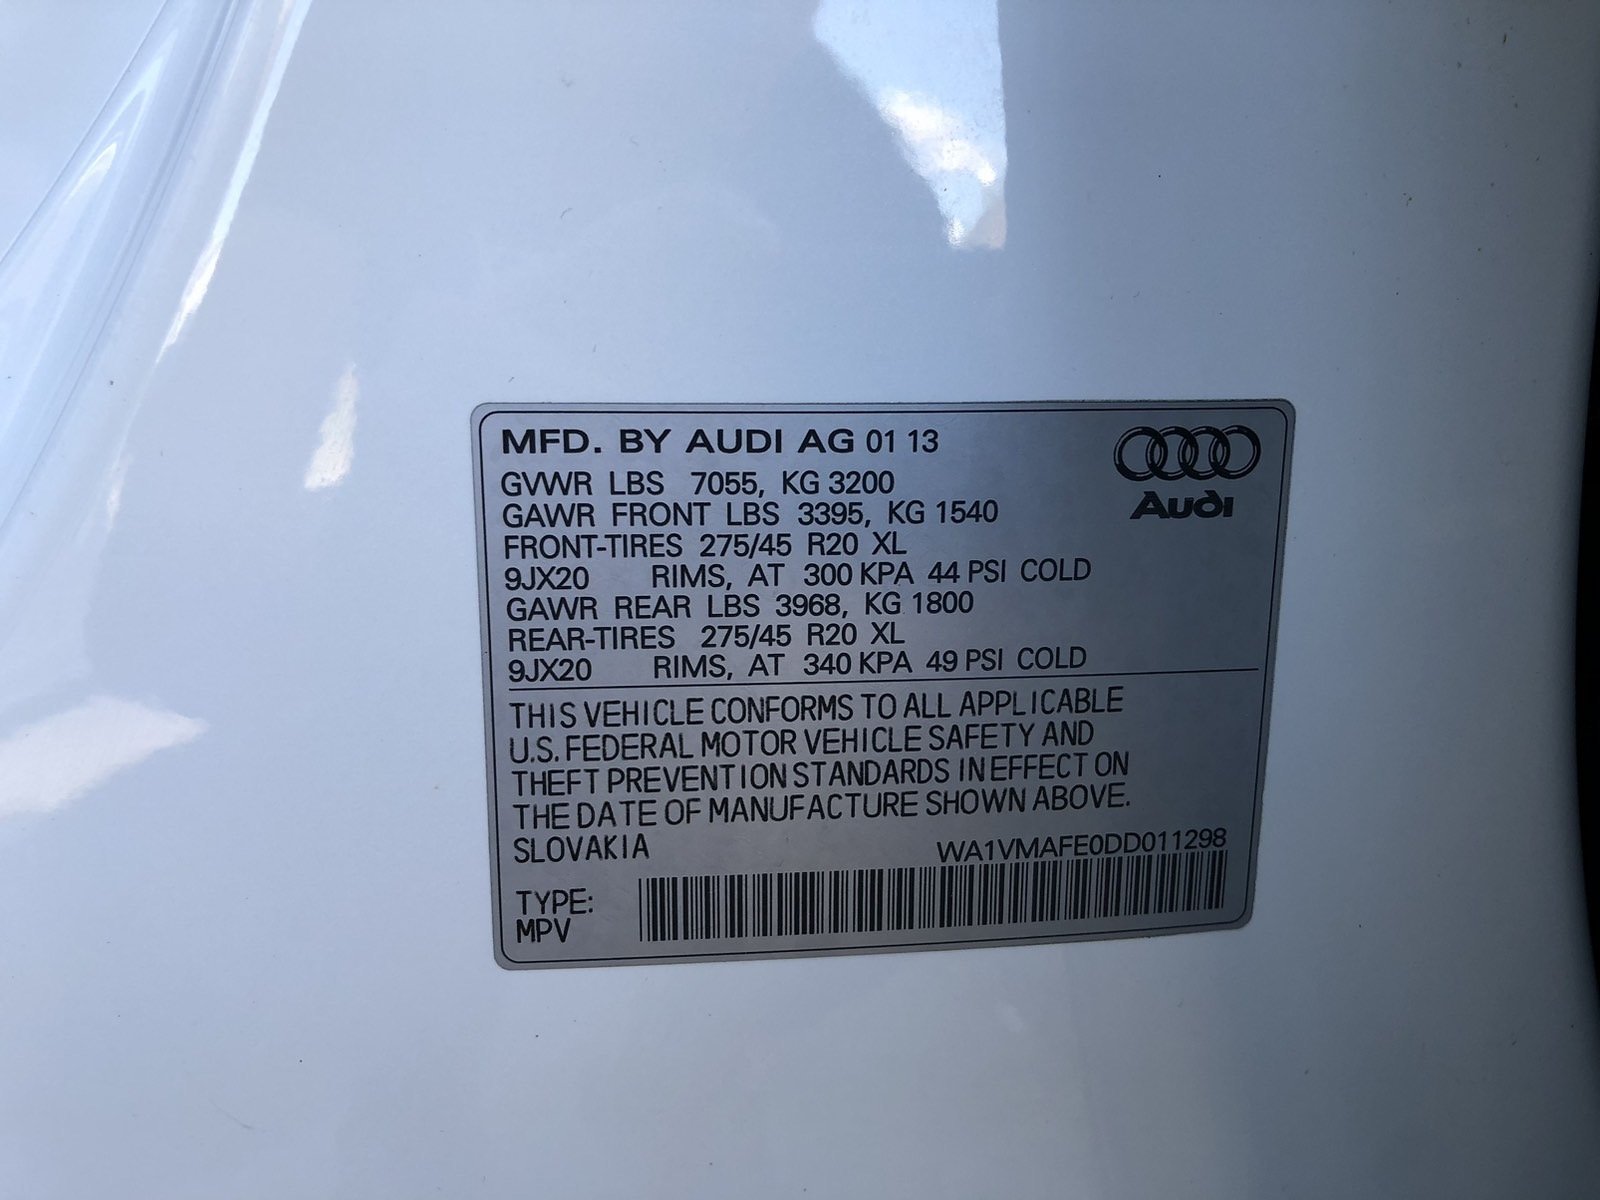 MFD. BY AUDI AG 01 13
GVWR LBS 7055, KG 3200
GAWR FRONT LBS 3395, KG 1540
FRONT-TIRES 275/45 R20 XL
9JX20 RIMS, AT 300 KPA 44 PSI COLD
GAWR REAR LBS 3968, KG 1800
REAR-TIRES 275/45 R20 XL
9JX20 RIMS, AT 340 KPA 49 PSI COLD
Audi
THIS VEHICLE CONFORMS TO ALL APPLICABLE
U.S. FEDERAL MOTOR VEHICLE SAFETY AND
THEFT PREVENTION STANDARDS IN EFFECT ON
THE DATE OF MANUFACTURE SHOWN ABOVE.
SLOVAKIA WA1VMAFE0DD011298
TYPE:
MPV